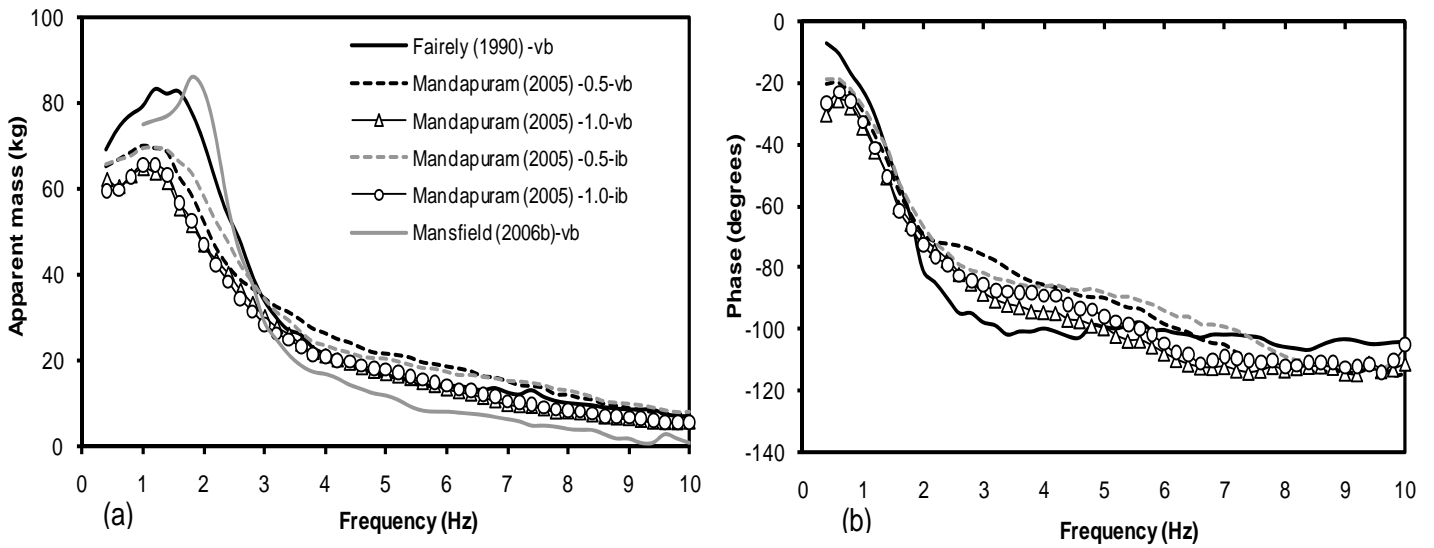 100
80
60
40
20
0
Apparent mass (kg)
Fairely (1990) -vb
Mandapuram (2005) -0.5-vb
Mandapuram (2005) -1.0-vb
Mandapuram (2005) -0.5-ib
Mandapuram (2005) -1.0-ib
Mansfield (2006b)-vb
0 1 2 3 4 5 6 7 8 9 10
Frequency (Hz)
(a)
0
-20
-40
-60
-80
-100
-120
-140
Phase (degrees)
0 1 2 3 4 5 6 7 8 9 10
Frequency (Hz)
(b)